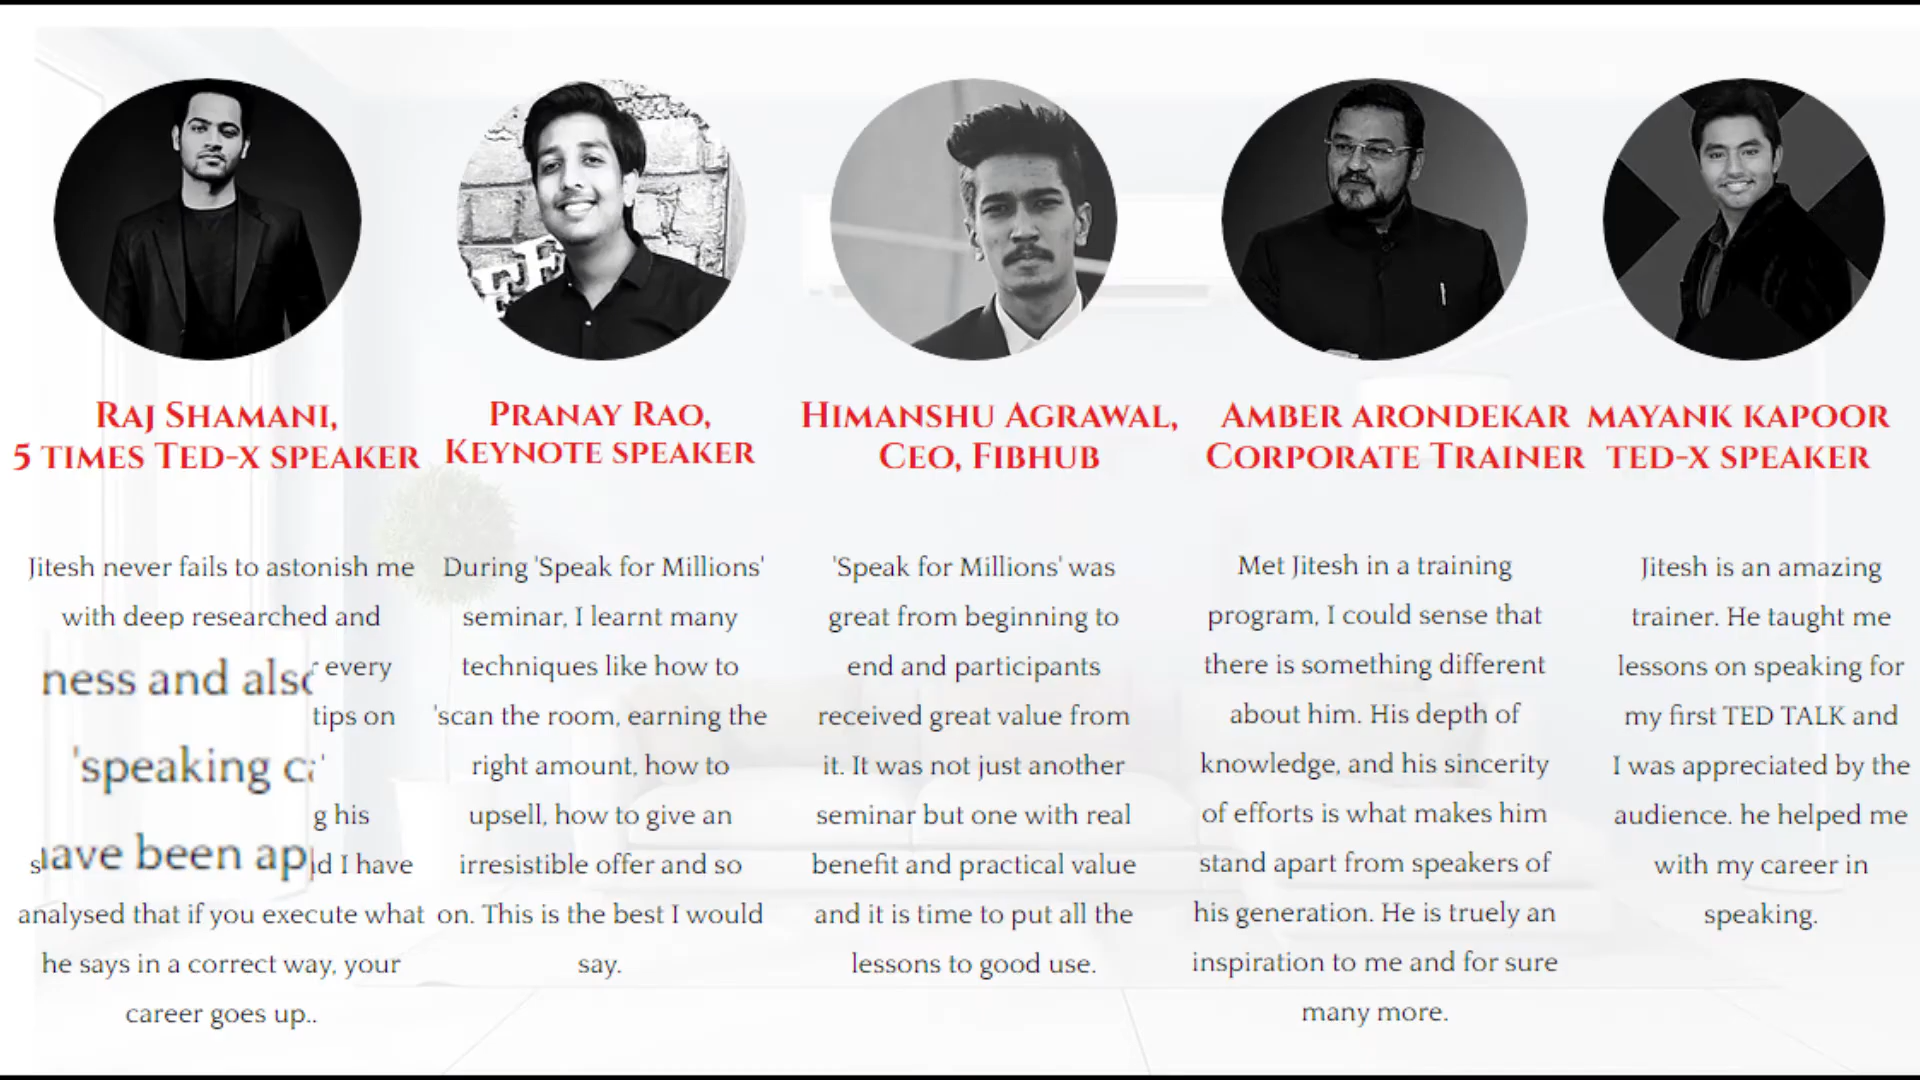 Raj Shamani,
5 times Ted-x speaker
Jitesh never fails to astonish me
with deep researched and
every
ness and also
tips on
'speaking
g his
have been
I have
analysed that if you execute what
he says in a correct way, your
career goes up..
Pranay Rao,
Keynote speaker
During 'Speak for Millions'
seminar, I learnt many
techniques like how to
'scan the room, earning the
right amount, how to
upsell, how to give an
irresistible offer and so
on. This is the best I would
say.
Himanshu Agrawal,
Ceo, Fibhub
'Speak for Millions' was
great from beginning to
end and participants
received great value from
it. It was not just another
seminar but one with real
benefit and practical value
and it is time to put all the
lessons to good use.
Amber arondekar
Corporate Trainer
Met Jitesh in a training
program, I could sense that
there is something different
about him. His depth of
knowledge, and his sincerity
of efforts is what makes him
stand apart from speakers of
his generation. He is truely an
inspiration to me and for sure
many more.
mayank kapoor
ted-x speaker
Jitesh is an amazing
trainer. He taught me
lessons on speaking for
my first TED TALK and
I was appreciated by the
audience. he helped me
with my career in
speaking.
EF